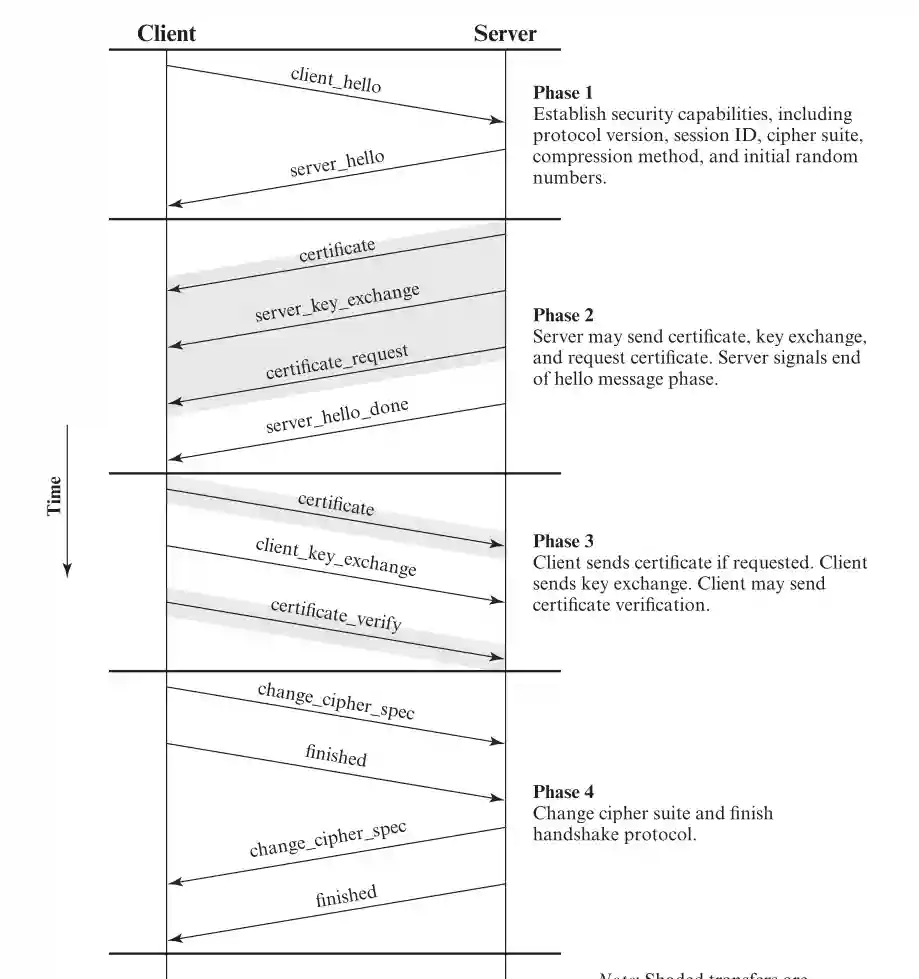 Client Server
client_hello
server_hello
Phase 1
Establish security capabilities, including
protocol version, session ID, cipher suite,
compression method, and initial random
numbers.
certificate
server_key_exchange
certificate_request
server_hello_done
Phase 2
Server may send certificate, key exchange,
and request certificate. Server signals end
of hello message phase.
Time
certificate
client_key_exchange
certificate_verify
Phase 3
Client sends certificate if requested. Client
sends key exchange. Client may send
certificate verification.
change_cipher_spec
finished
change_cipher_spec
finished
Phase 4
Change cipher suite and finish
handshake protocol.
Note: Shaded transfers are